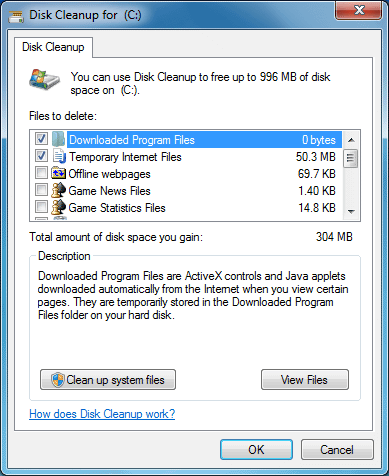 Disk Cleanup for (C:)
Disk Cleanup
You can use Disk Cleanup to free up to 996 MB of disk
space on (C:).
Files to delete:
Downloaded Program Files 0 bytes
Temporary Internet Files 50.3 MB
Offline webpages 69.7 KB
Game News Files 1.40 KB
Game Statistics Files 14.8 KB
Total amount of disk space you gain: 304 MB
Description
Downloaded Program Files are ActiveX controls and Java applets
downloaded automatically from the Internet when you view certain
pages. They are temporarily stored in the Downloaded Program
Files folder on your hard disk.
Clean up system files View Files
How does Disk Cleanup work?
OK Cancel